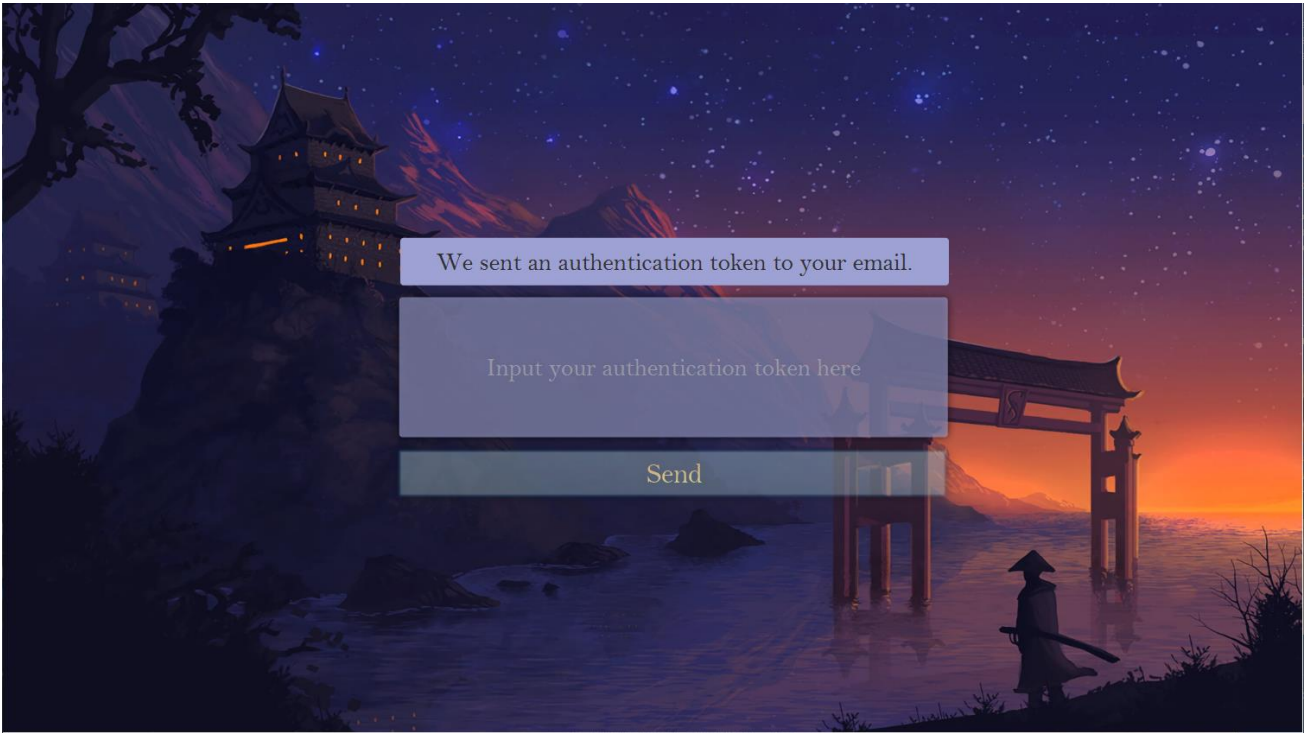 We sent an authentication token to your email.
Input your authentication token here
Send